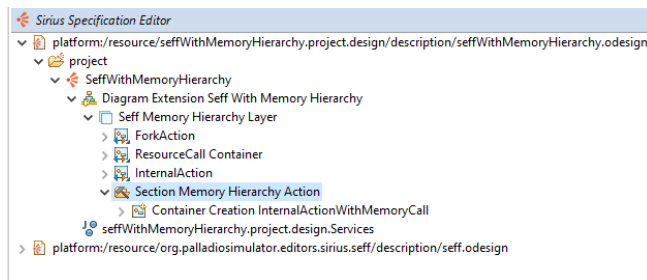 Sirius Specification Editor
platform:/resource/seffWithMemoryHierarchy.project.design/description/seffWithMemoryHierarchy.odesign
project
SeffWithMemoryHierarchy
Diagram Extension Seff With Memory Hierarchy
Seff Memory Hierarchy Layer
ForkAction
ResourceCall Container
InternalAction
Section Memory Hierarchy Action
Container Creation InternalActionWithMemoryCall
seffWithMemoryHierarchy.project.design.Services
platform:/resource/org.palladiosimulator.editors.sirius.seff/description/seff.odesign